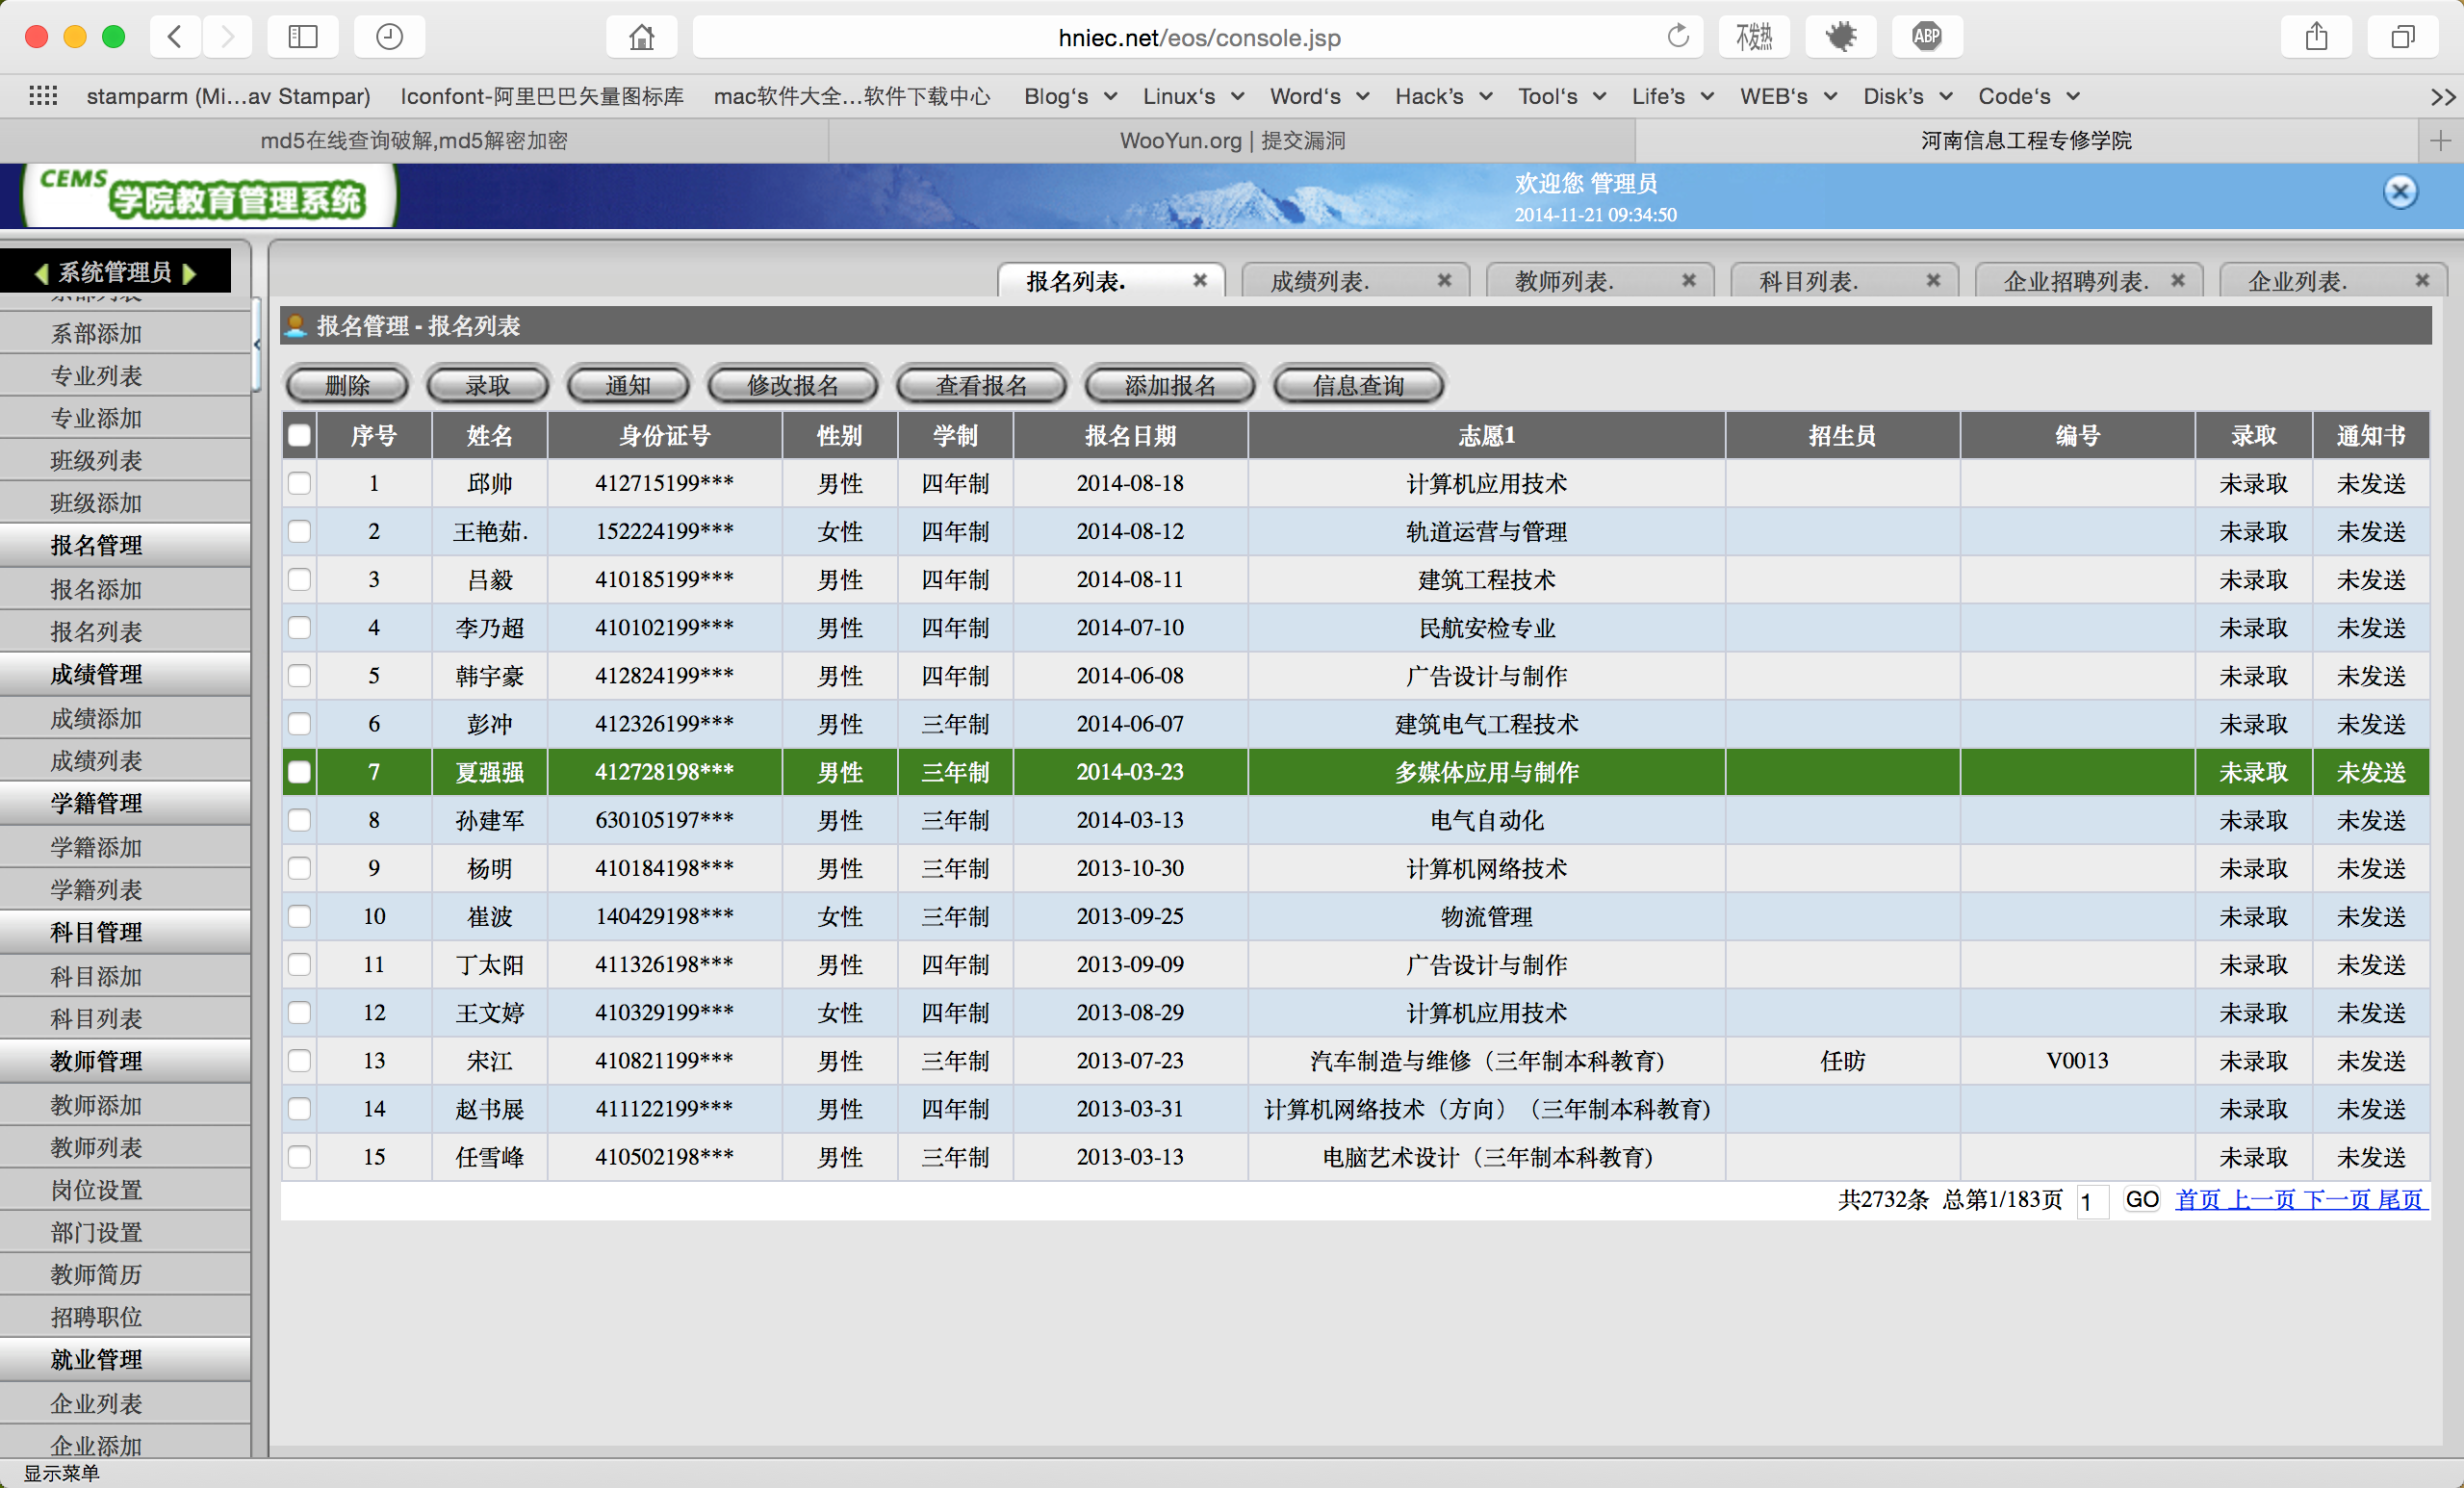 hniec.net/eos/console.jsp
不发热
ABP
stamparm (Mi...av Stampar) Iconfont-阿里巴巴矢量图标库 mac软件大全...软件下载中心 Blog's Linux's Word's Hack's Tool's Life's WEB's Disk's Code's
md5在线查询破解,md5解密加密 WooYun.org | 提交漏洞 河南信息工程专修学院
CEMS 学院教育管理系统
欢迎您 管理员
2014-11-21 09:34:50
系统管理员
系部列表
系部添加
专业列表
专业添加
班级列表
班级添加
报名管理
报名添加
报名列表
成绩管理
成绩添加
成绩列表
学籍管理
学籍添加
学籍列表
科目管理
科目添加
科目列表
教师管理
教师添加
教师列表
岗位设置
部门设置
教师简历
招聘职位
就业管理
企业列表
企业添加
报名列表. 成绩列表. 教师列表. 科目列表. 企业招聘列表. 企业列表.
报名管理 - 报名列表
删除 录取 通知 修改报名 查看报名 添加报名 信息查询
序号 姓名 身份证号 性别 学制 报名日期 志愿1 招生员 编号 录取 通知书
1 邱帅 412715199*** 男性 四年制 2014-08-18 计算机应用技术 未录取 未发送
2 王艳茹. 152224199*** 女性 四年制 2014-08-12 轨道运营与管理 未录取 未发送
3 吕毅 410185199*** 男性 四年制 2014-08-11 建筑工程技术 未录取 未发送
4 李乃超 410102199*** 男性 四年制 2014-07-10 民航安检专业 未录取 未发送
5 韩宇豪 412824199*** 男性 四年制 2014-06-08 广告设计与制作 未录取 未发送
6 彭冲 412326199*** 男性 三年制 2014-06-07 建筑电气工程技术 未录取 未发送
7 夏强强 412728198*** 男性 三年制 2014-03-23 多媒体应用与制作 未录取 未发送
8 孙建军 630105197*** 男性 三年制 2014-03-13 电气自动化 未录取 未发送
9 杨明 410184198*** 男性 三年制 2013-10-30 计算机网络技术 未录取 未发送
10 崔波 140429198*** 女性 三年制 2013-09-25 物流管理 未录取 未发送
11 丁太阳 411326198*** 男性 四年制 2013-09-09 广告设计与制作 未录取 未发送
12 王文婷 410329199*** 女性 四年制 2013-08-29 计算机应用技术 未录取 未发送
13 宋江 410821199*** 男性 三年制 2013-07-23 汽车制造与维修（三年制本科教育) 任昉 V0013 未录取 未发送
14 赵书展 411122199*** 男性 四年制 2013-03-31 计算机网络技术（方向）（三年制本科教育) 未录取 未发送
15 任雪峰 410502198*** 男性 三年制 2013-03-13 电脑艺术设计（三年制本科教育) 未录取 未发送
共2732条 总第1/183页 1 GO 首页 上一页 下一页 尾页
显示菜单